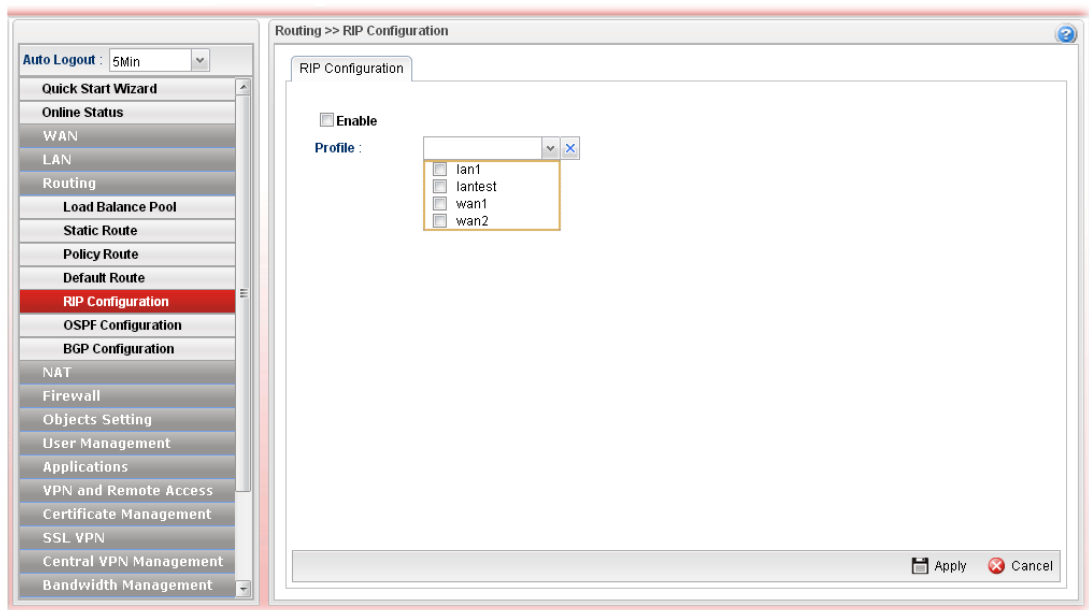 Routing >> RIP Configuration
Auto Logout : 5Min
Quick Start Wizard
Online Status
WAN
LAN
Routing
Load Balance Pool
Static Route
Policy Route
Default Route
RIP Configuration
OSPF Configuration
BGP Configuration
NAT
Firewall
Objects Setting
User Management
Applications
VPN and Remote Access
Certificate Management
SSL VPN
Central VPN Management
Bandwidth Management
RIP Configuration
Enable
Profile :
lan1
lantest
wan1
wan2
Apply Cancel